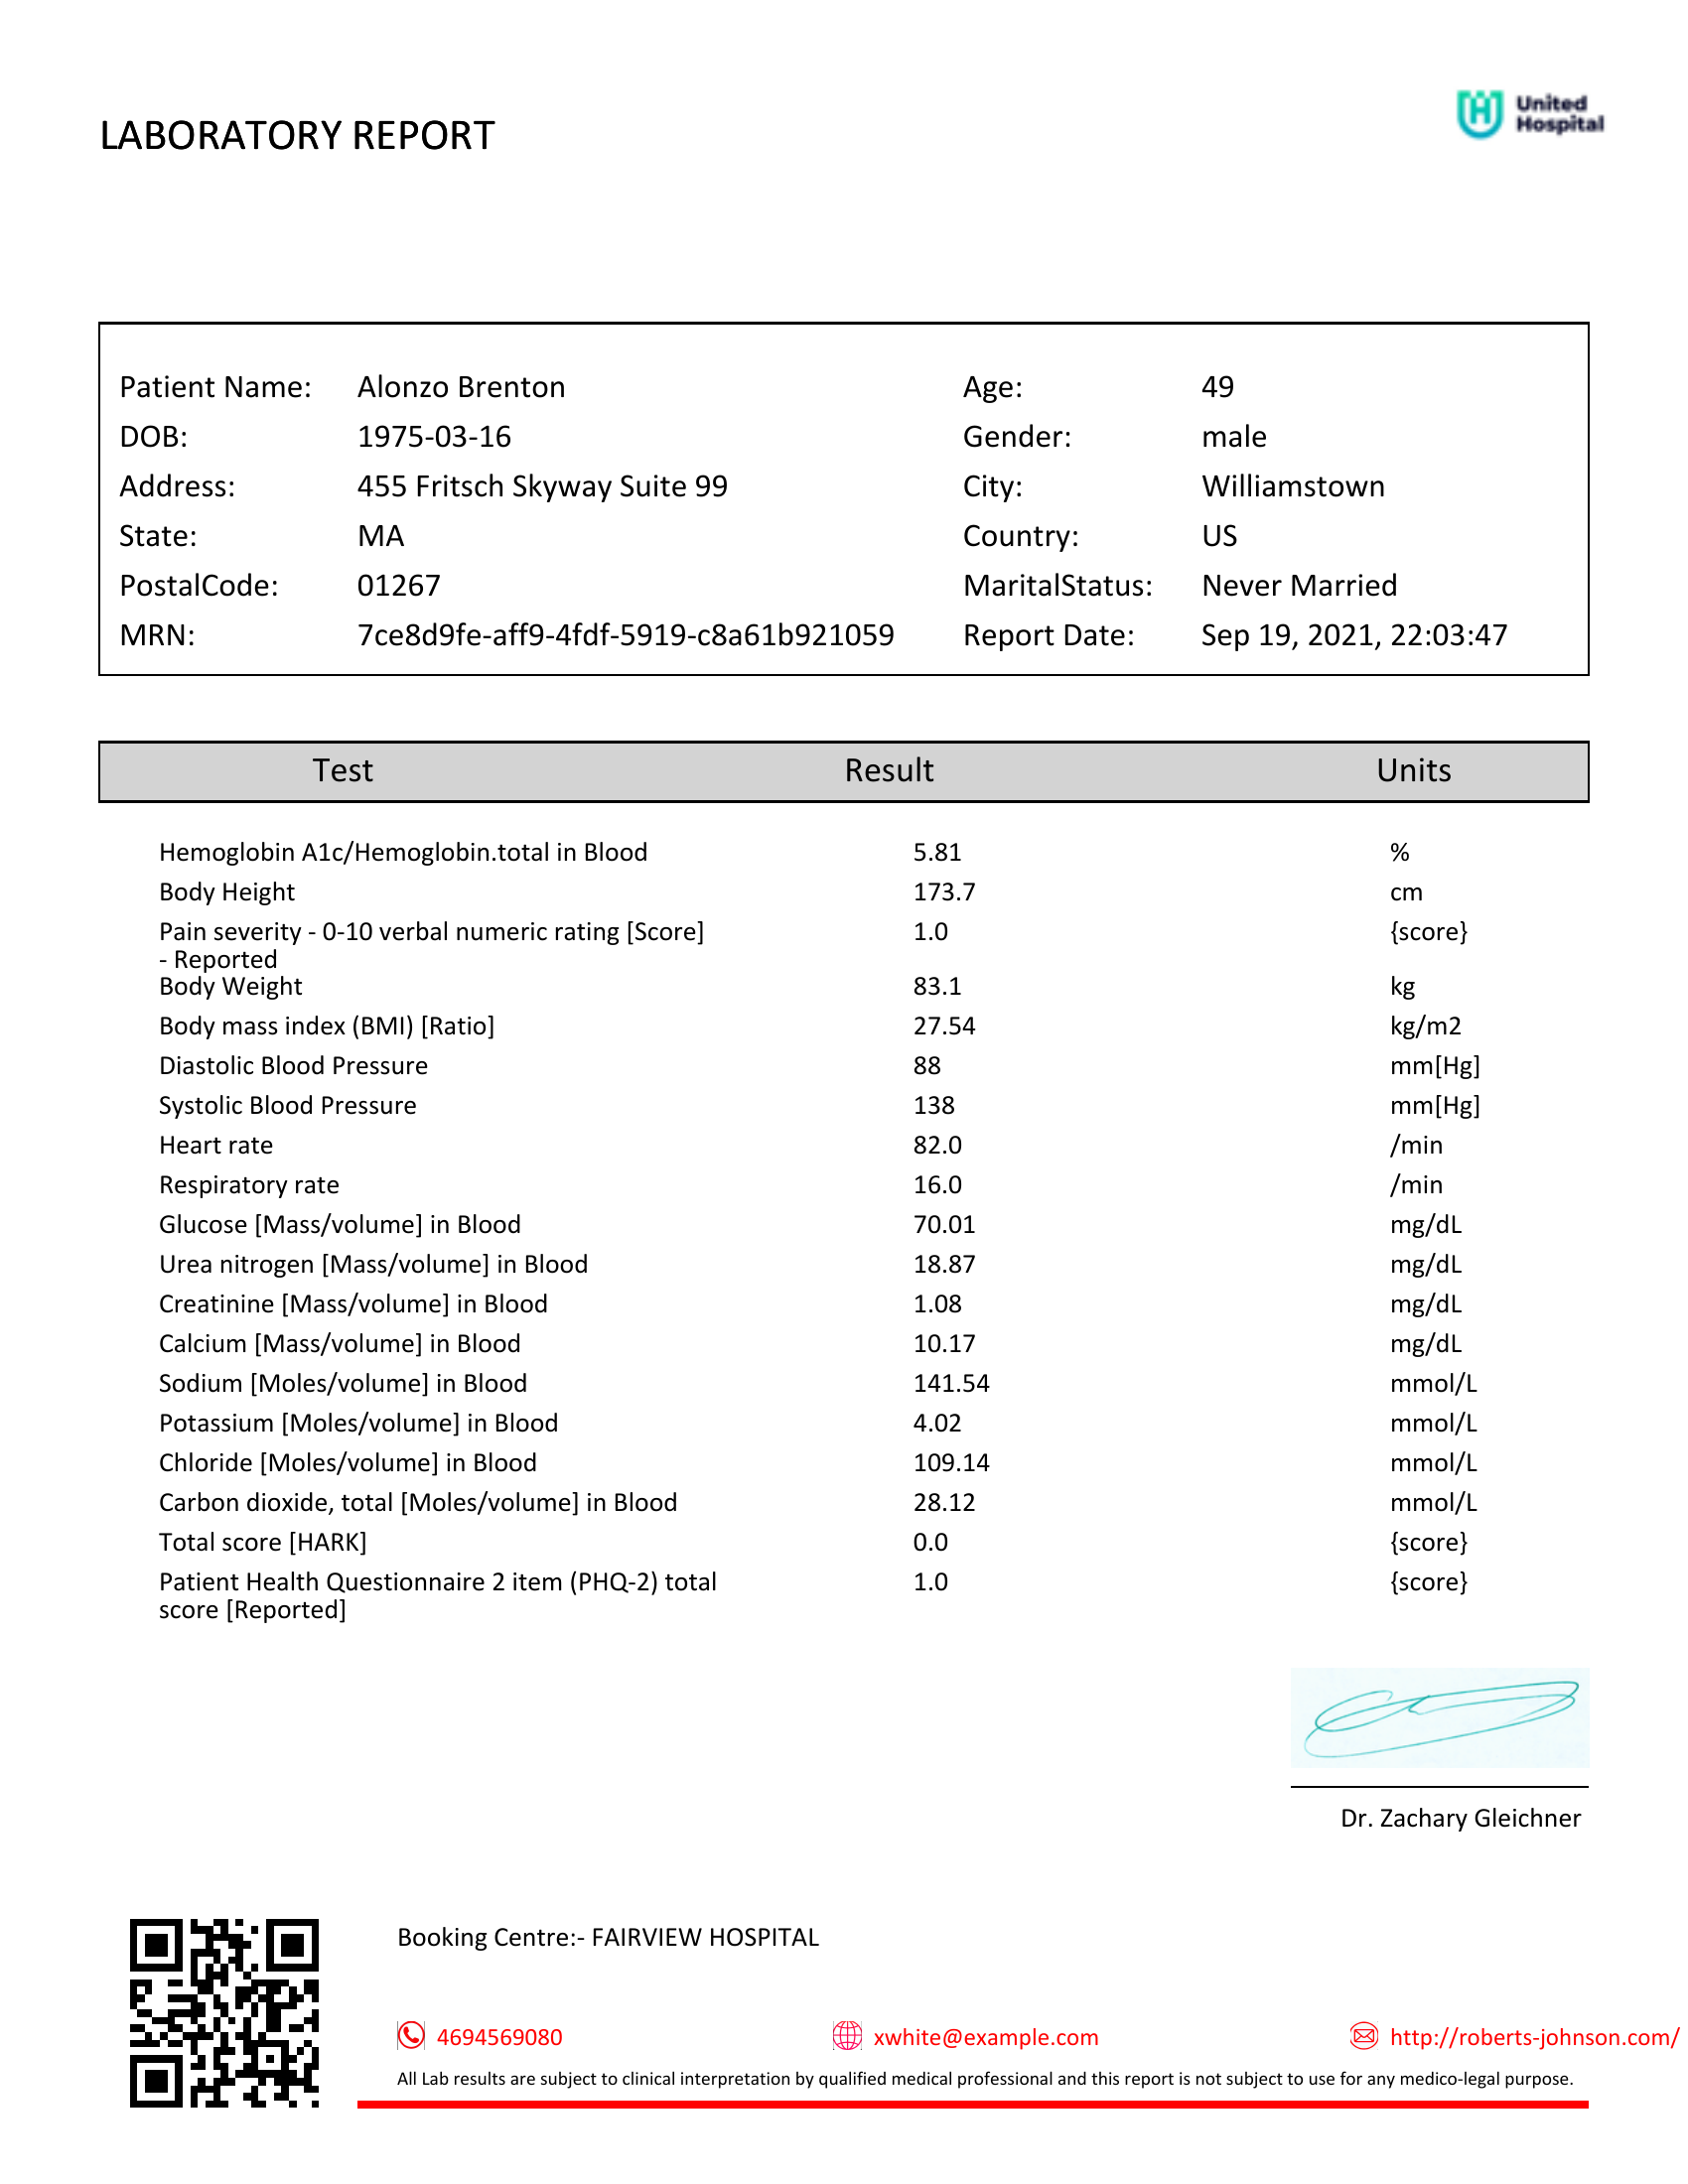 United
Hospital
LABORATORY REPORT
Patient Name: Alonzo Brenton Age: 49
DOB: 1975-03-16 Gender: male
Address: 455 Fritsch Skyway Suite 99 City: Williamstown
State: MA Country: US
PostalCode: 01267 MaritalStatus: Never Married
MRN: 7ce8d9fe-aff9-4fdf-5919-c8a61b921059 Report Date: Sep 19, 2021, 22:03:47
Test Result Units
Hemoglobin A1c/Hemoglobin.total in Blood 5.81 %
Body Height 173.7 cm
Pain severity - 0-10 verbal numeric rating [Score] 1.0 {score}
- Reported
Body Weight 83.1 kg
Body mass index (BMI) [Ratio] 27.54 kg/m2
Diastolic Blood Pressure 88 mm[Hg]
Systolic Blood Pressure 138 mm[Hg]
Heart rate 82.0 /min
Respiratory rate 16.0 /min
Glucose [Mass/volume] in Blood 70.01 mg/dL
Urea nitrogen [Mass/volume] in Blood 18.87 mg/dL
Creatinine [Mass/volume] in Blood 1.08 mg/dL
Calcium [Mass/volume] in Blood 10.17 mg/dL
Sodium [Moles/volume] in Blood 141.54 mmol/L
Potassium [Moles/volume] in Blood 4.02 mmol/L
Chloride [Moles/volume] in Blood 109.14 mmol/L
Carbon dioxide, total [Moles/volume] in Blood 28.12 mmol/L
Total score [HARK] 0.0 {score}
Patient Health Questionnaire 2 item (PHQ-2) total 1.0 {score}
score [Reported]
Dr. Zachary Gleichner
Booking Centre:- FAIRVIEW HOSPITAL
4694569080 xwhite@example.com http://roberts-johnson.com/
All Lab results are subject to clinical interpretation by qualified medical professional and this report is not subject to use for any medico-legal purpose.